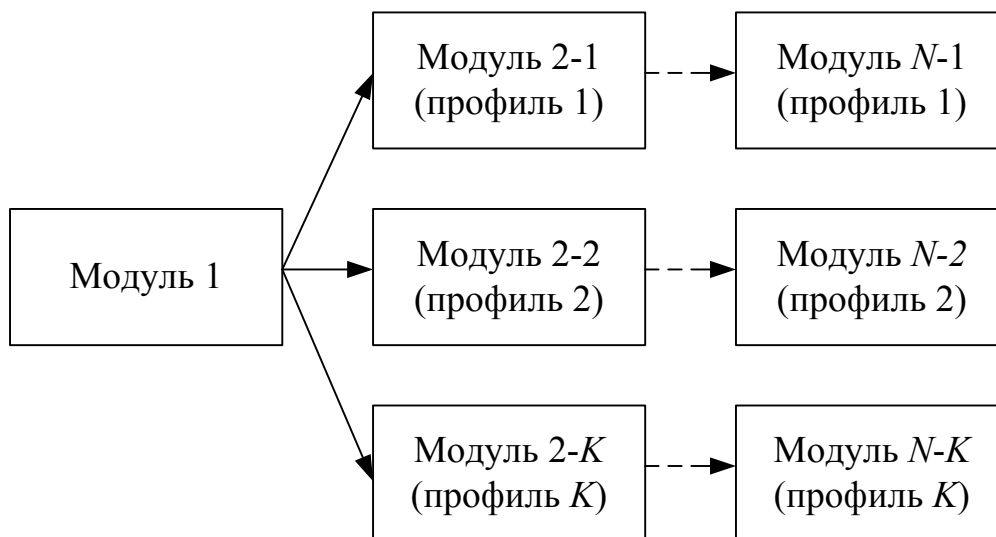 Модуль 2-1
(профиль 1)
Модуль N-1
(профиль 1)
Модуль 1
Модуль 2-2
(профиль 2)
Модуль N-2
(профиль 2)
Модуль 2-K
(профиль K)
Модуль N-K
(профиль K)